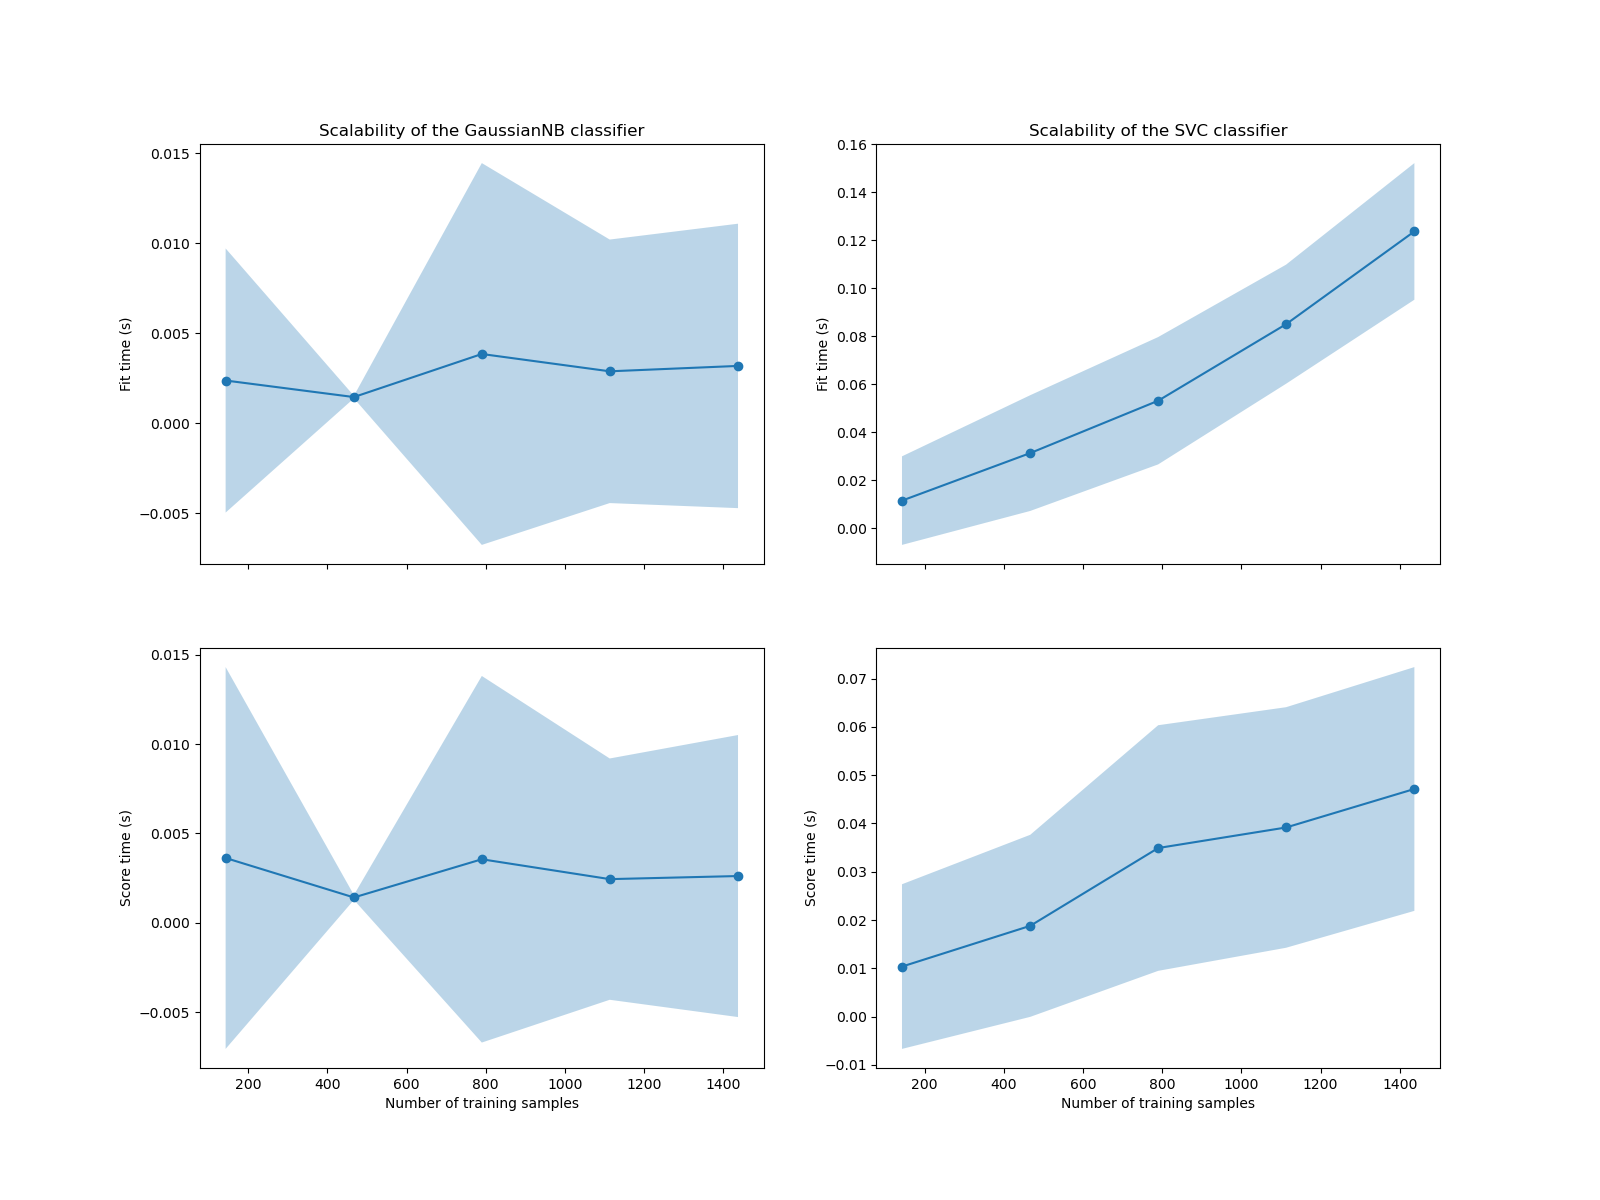 Scalability of the GaussianNB classifier
0.015
0.010
0.005
0.000
−0.005
Fit time (s)
Scalability of the SVC classifier
0.16
0.14
0.12
0.10
0.08
0.06
0.04
0.02
0.00
Fit time (s)
0.015
0.010
0.005
0.000
−0.005
Score time (s)
200 400 600 800 1000 1200 1400
Number of training samples
0.07
0.06
0.05
0.04
0.03
0.02
0.01
0.00
−0.01
Score time (s)
200 400 600 800 1000 1200 1400
Number of training samples